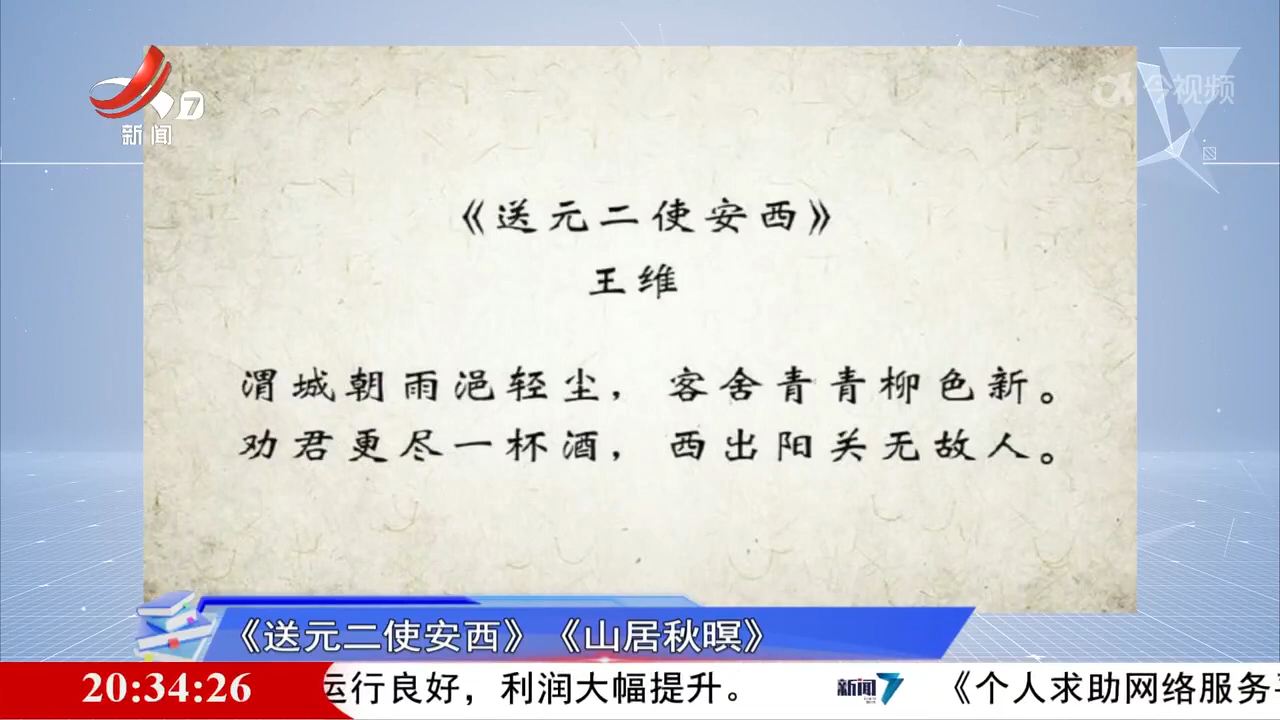 今视频
7
新闻
《送元二使安西》
王维
渭城朝雨浥轻尘，客舍青青柳色新。
劝君更尽一杯酒，西出阳关无故人。
《送元二使安西》《山居秋暝》
20:34:26 运行良好，利润大幅提升。 新闻7 《个人求助网络服务